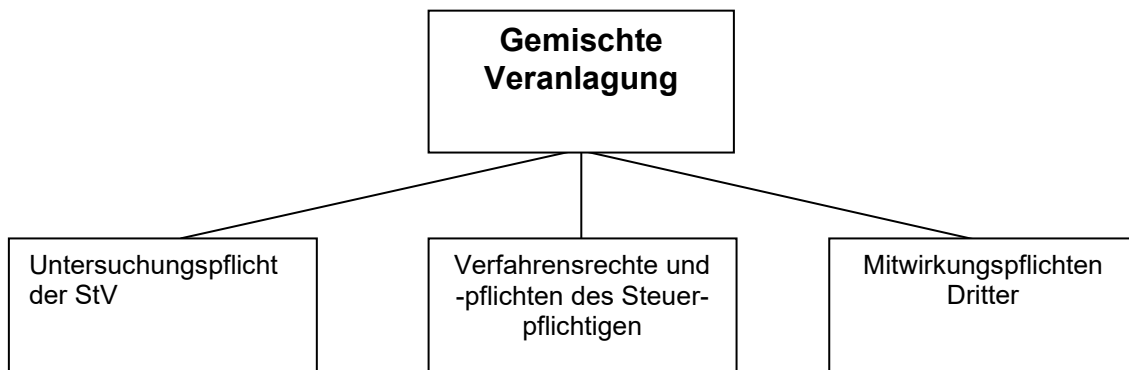 Gemischte
Veranlagung
Untersuchungspflicht
der StV
Verfahrensrechte und
-pflichten des Steuer-
pflichtigen
Mitwirkungspflichten
Dritter